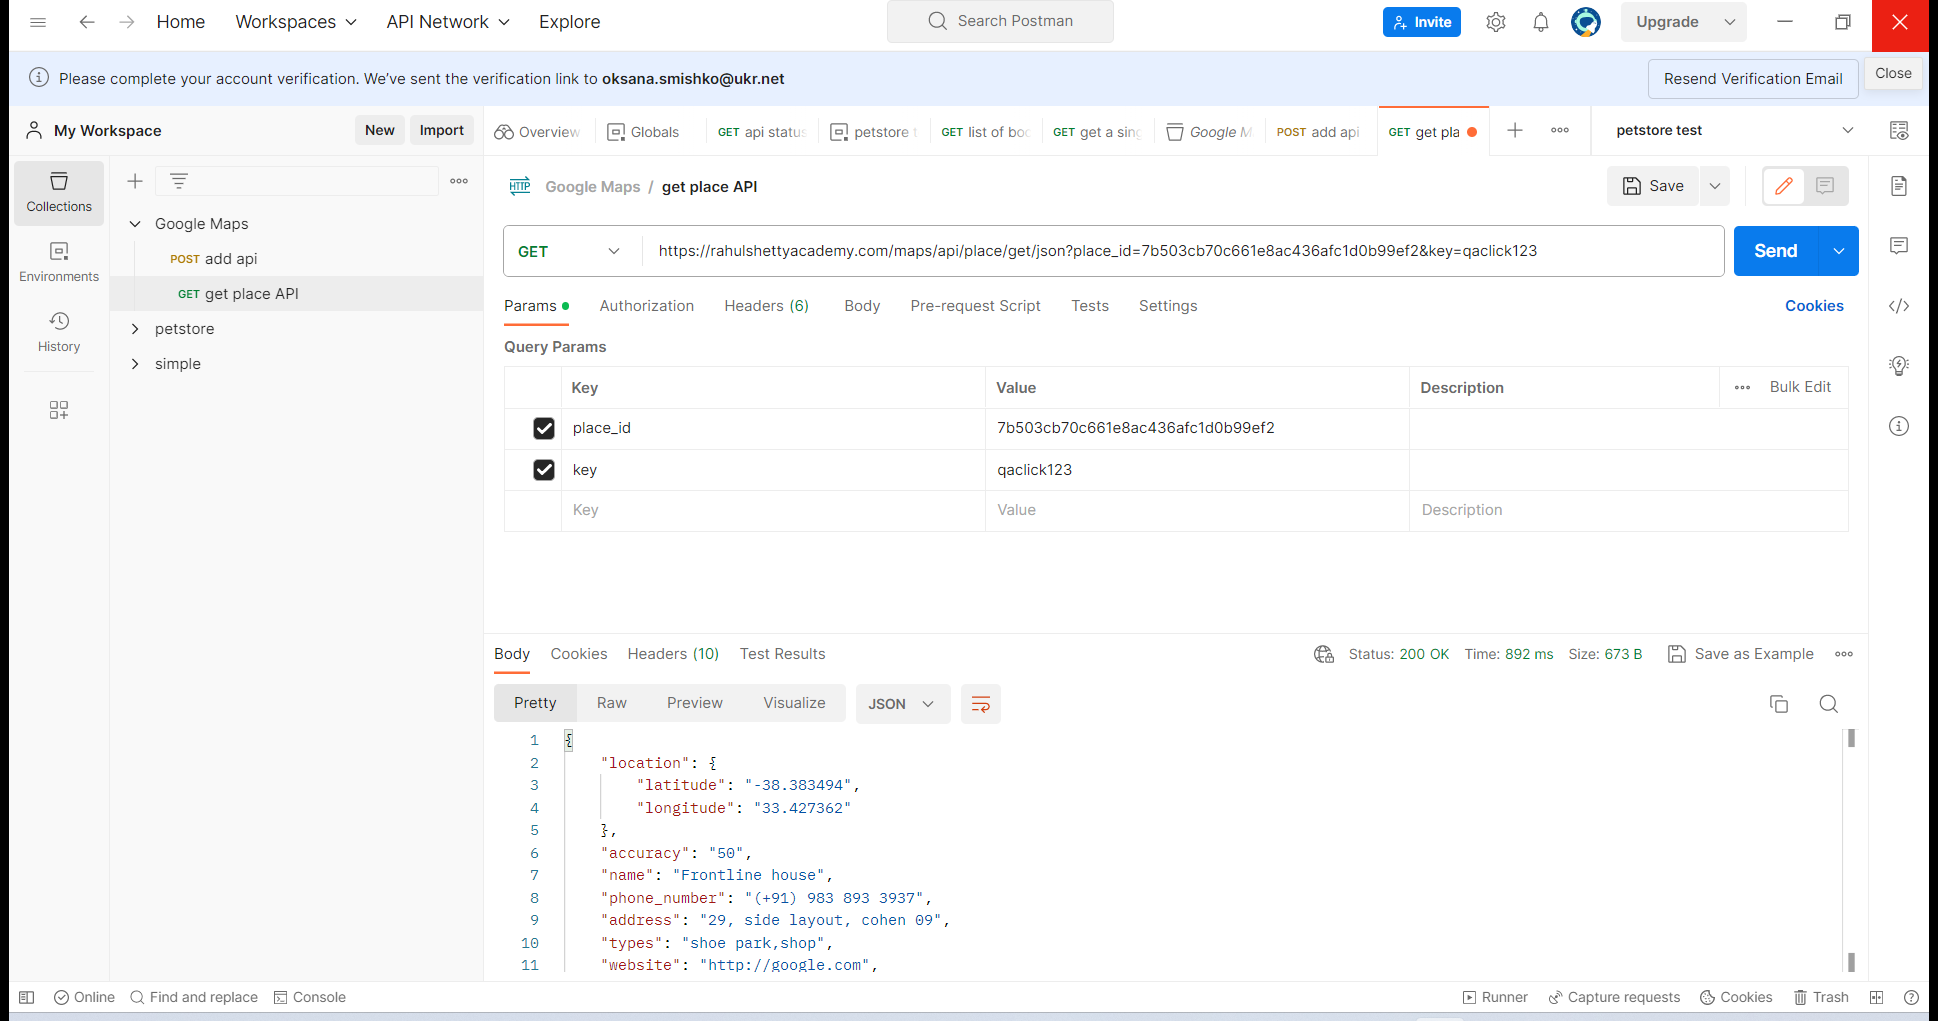 Home Workspaces API Network Explore Search Postman Invite Upgrade
Please complete your account verification. We've sent the verification link to oksana.smishko@ukr.net Resend Verification Email Close
My Workspace New Import Overview Globals GET api status petstore t GET list of boo GET get a sing Google M POST add api GET get pla petstore test
Collections
Environments
History
Google Maps
POST add api
GET get place API
petstore
simple
HTTP Google Maps / get place API Save
GET https://rahulshettyacademy.com/maps/api/place/get/json?place_id=7b503cb70c661e8ac436afc1d0b99ef2&key=qaclick123 Send
Params Authorization Headers (6) Body Pre-request Script Tests Settings Cookies
Query Params
Key Value Description Bulk Edit
place_id 7b503cb70c661e8ac436afc1d0b99ef2
key qaclick123
Key Value Description
Body Cookies Headers (10) Test Results Status: 200 OK Time: 892 ms Size: 673 B Save as Example
Pretty Raw Preview Visualize JSON
1 {
2 "location": {
3 "latitude": "-38.383494",
4 "longitude": "33.427362"
5 },
6 "accuracy": "50",
7 "name": "Frontline house",
8 "phone_number": "(+91) 983 893 3937",
9 "address": "29, side layout, cohen 09",
10 "types": "shoe park,shop",
11 "website": "http://google.com",
Online Find and replace Console Runner Capture requests Cookies Trash